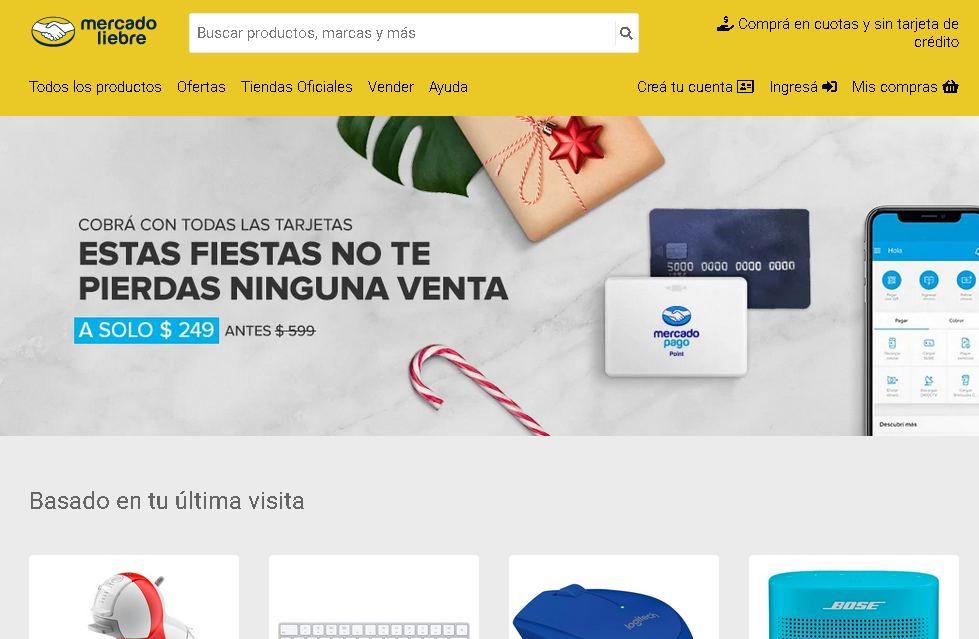 mercado
liebre
Buscar productos, marcas y más
Comprá en cuotas y sin tarjeta de
crédito
Todos los productos
Ofertas
Tiendas Oficiales
Vender
Ayuda
Creá tu cuenta
Ingresá
Mis compras
COBRÁ CON TODAS LAS TARJETAS
ESTAS FIESTAS NO TE
PIERDAS NINGUNA VENTA
A SOLO $ 249 ANTES $ 599
5000 0000 0000 0000
mercado
pago
Point
Hola
Pagar
Cobrar
Descubrí más
Basado en tu última visita
logitech
BOSE